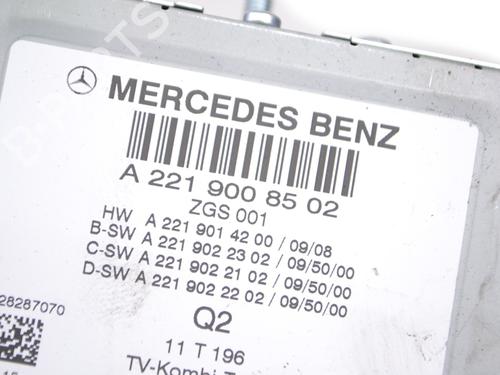 MERCEDES BENZ
A 221 900 85 02
ZGS 001
HW A 221 901 42 00 / 09/08
B-SW A 221 902 23 02 / 09/50/00
C-SW A 221 902 21 02 / 09/50/00
D-SW A 221 902 22 02 / 09/50/00
28287070
Q2
11 T 196
TV-Kombi-T